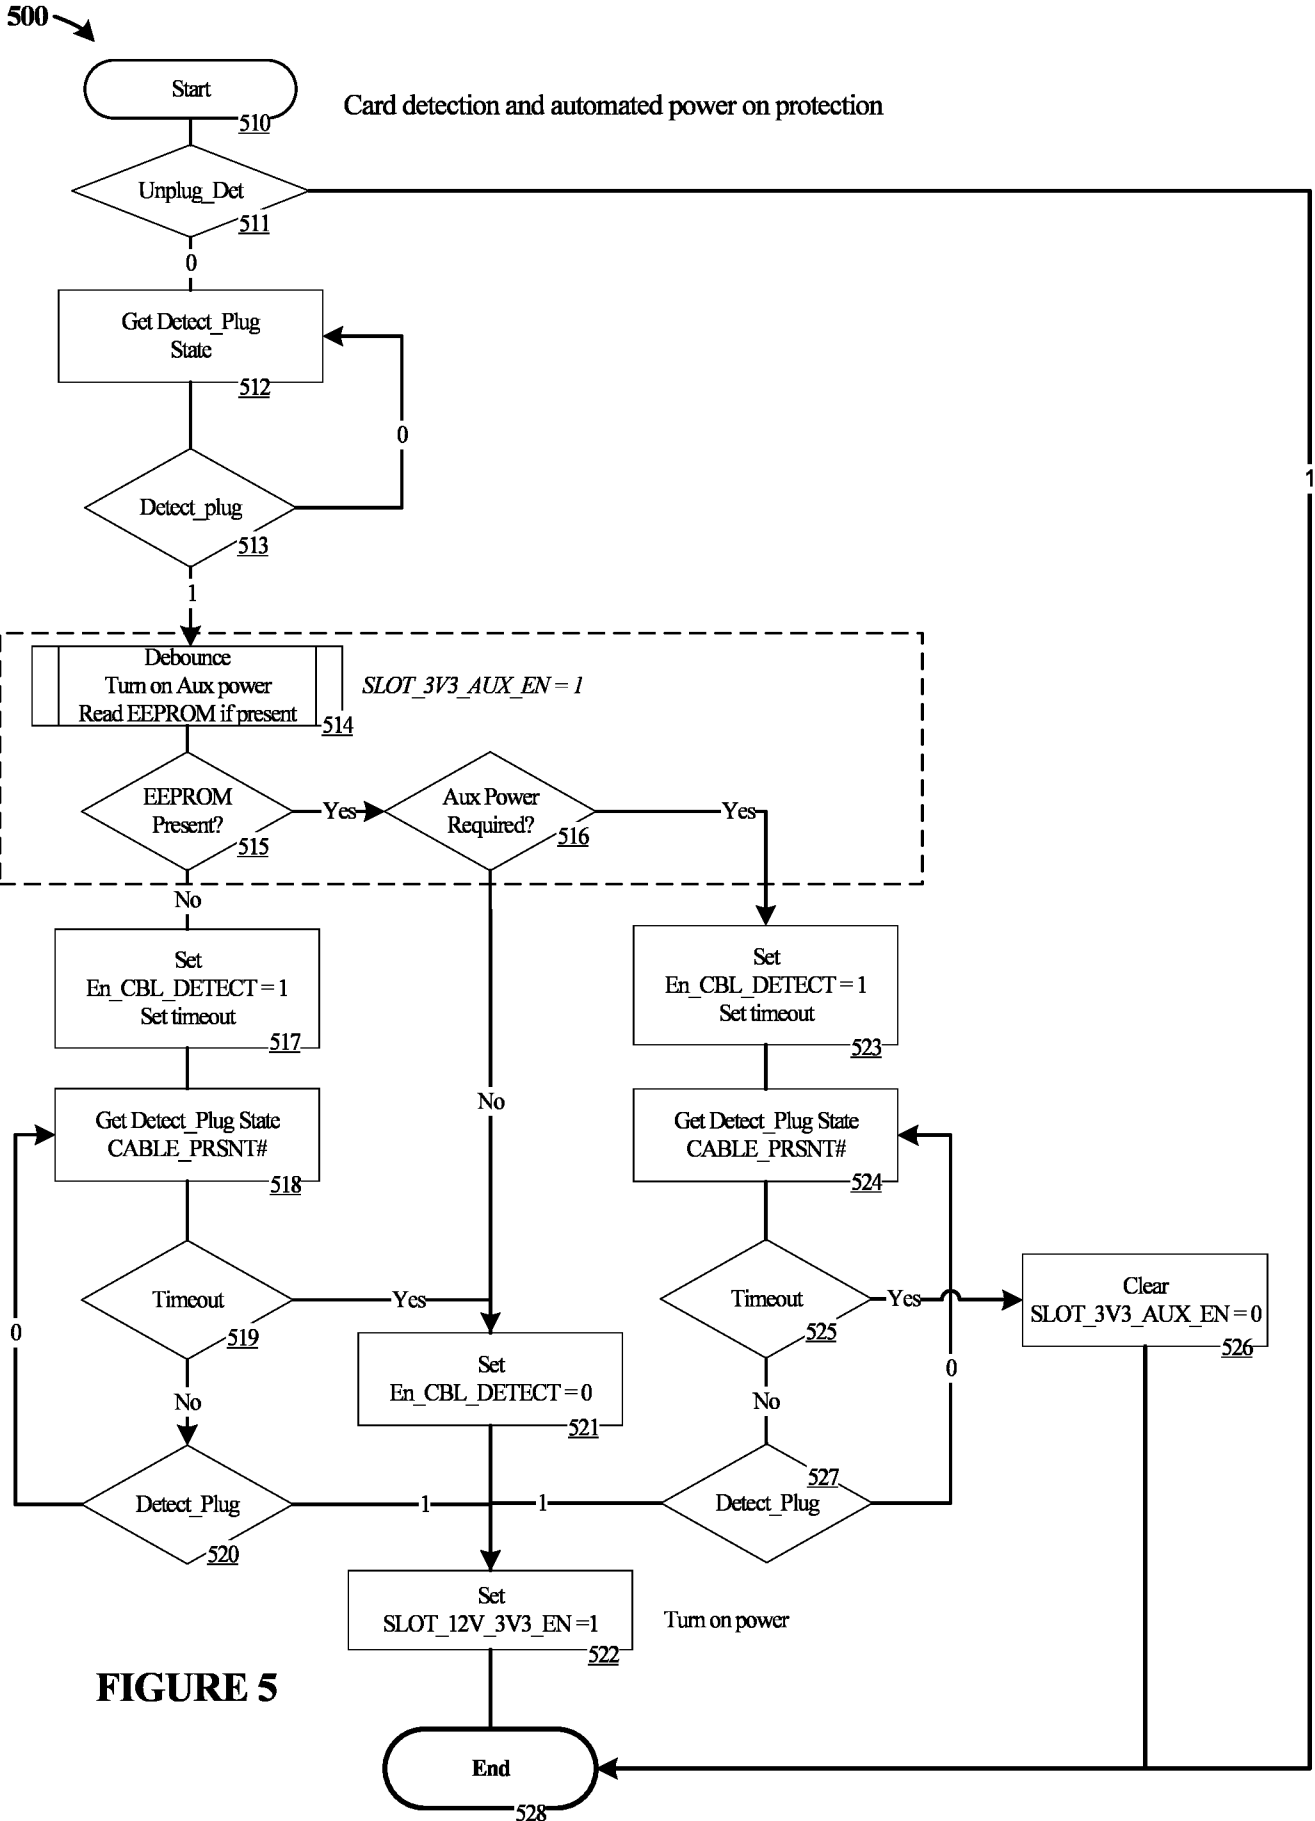 500
Start
510
Card detection and automated power on protection
Unplug_Det
511
0
1
Get Detect_Plug
State
512
0
Detect_plug
513
1
Debounce
Turn on Aux power
Read EEPROM if present
514
SLOT_3V3_AUX_EN = 1
EEPROM
Present?
515
Yes
Aux Power
Required?
516
Yes
No
Set
En_CBL_DETECT = 1
Set timeout
517
Set
En_CBL_DETECT = 1
Set timeout
523
No
Get Detect_Plug State
CABLE_PRSNT#
518
Get Detect_Plug State
CABLE_PRSNT#
524
Timeout
519
Yes
Timeout
525
Yes
Clear
SLOT_3V3_AUX_EN = 0
526
0
No
Set
En_CBL_DETECT = 0
521
No
0
Detect_Plug
520
1
1
527
Detect_Plug
Set
SLOT_12V_3V3_EN =1
522
Turn on power
FIGURE 5
End
528